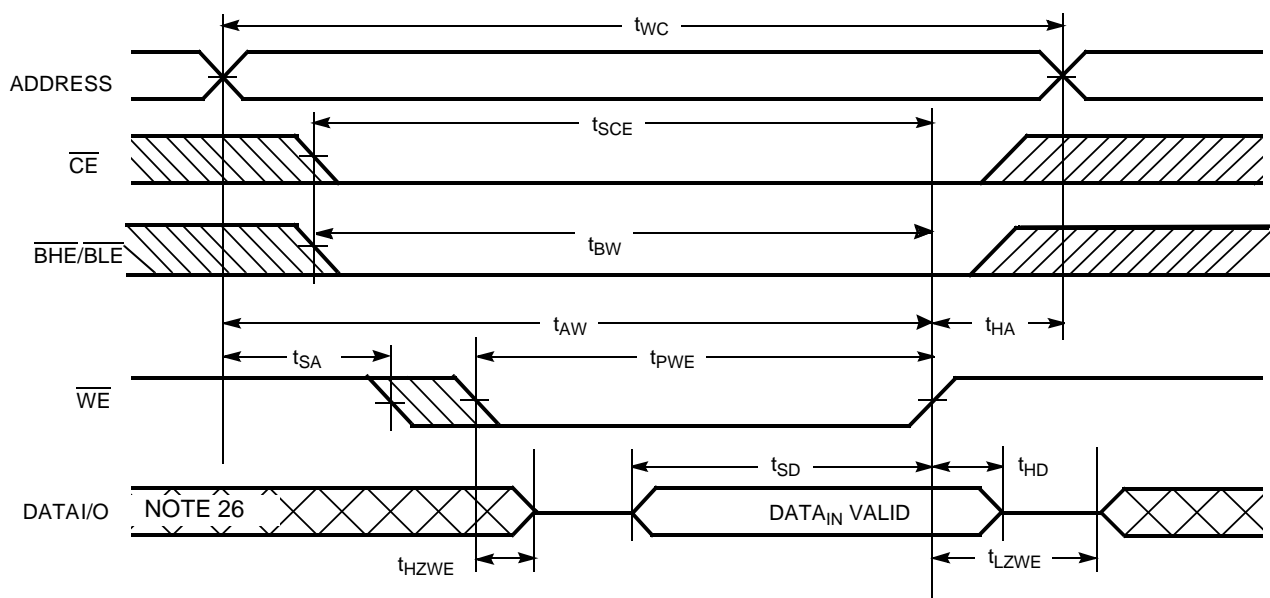 tWC
ADDRESS
tSCE
CE
tBW
BHE/BLE
tAW
tHA
tSA
tPWE
WE
tSD
tHD
DATAI/O
NOTE 26
DATAIN VALID
tHZWE
tLZWE